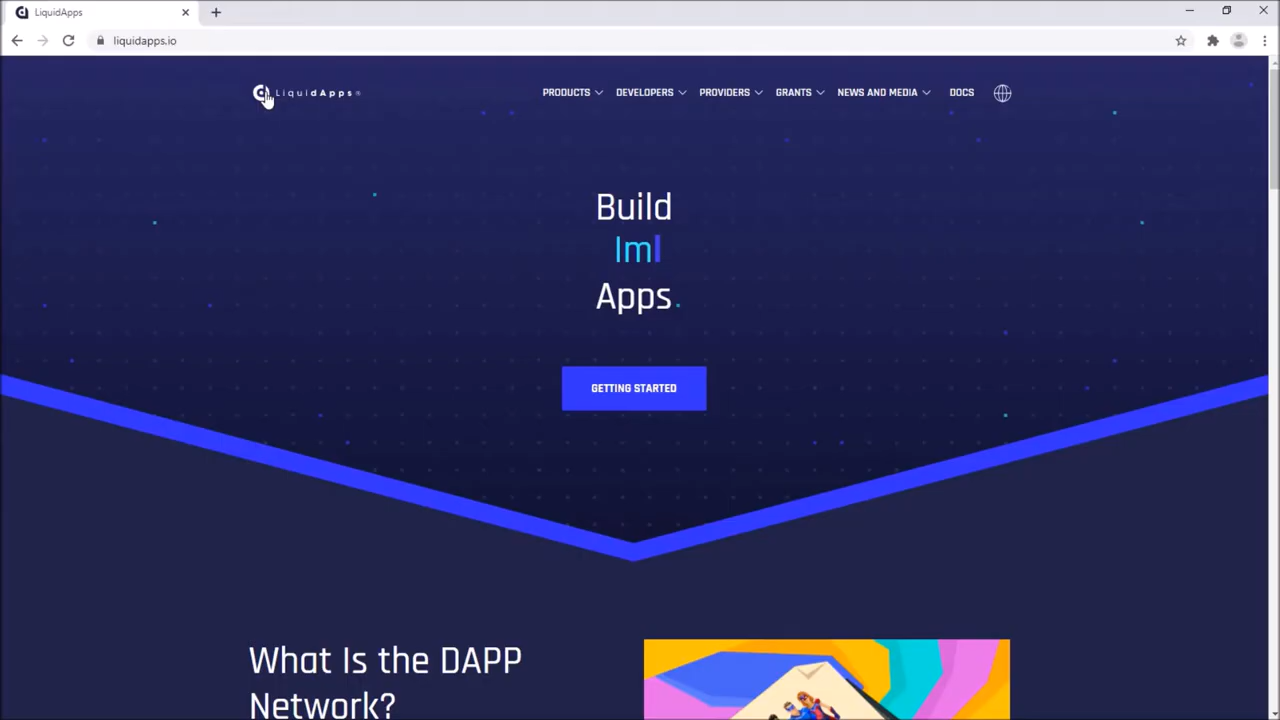 LiquidApps
liquidapps.io
LiquidApps®
PRODUCTS DEVELOPERS PROVIDERS GRANTS NEWS AND MEDIA DOCS
Build
Im
Apps.
GETTING STARTED
What Is the DAPP
Network?